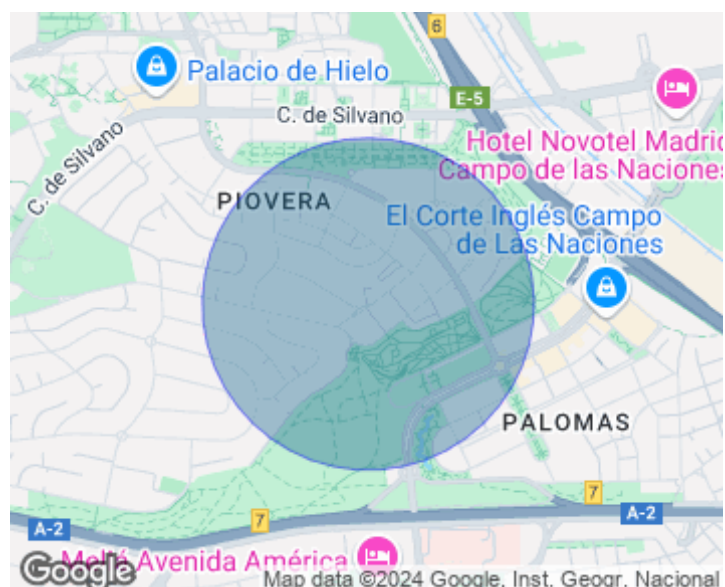 6
Palacio de Hielo
E-5
C. de Silvano
Hotel Novotel Madrid
Campo de las Naciones
C. de Silvano
PIOVERA
El Corte Inglés Campo
de Las Naciones
PALOMAS
7
A-2
7
A-2
Meliá Avenida América
Google
Map data ©2024 Google, Inst. Geogr. Nacional